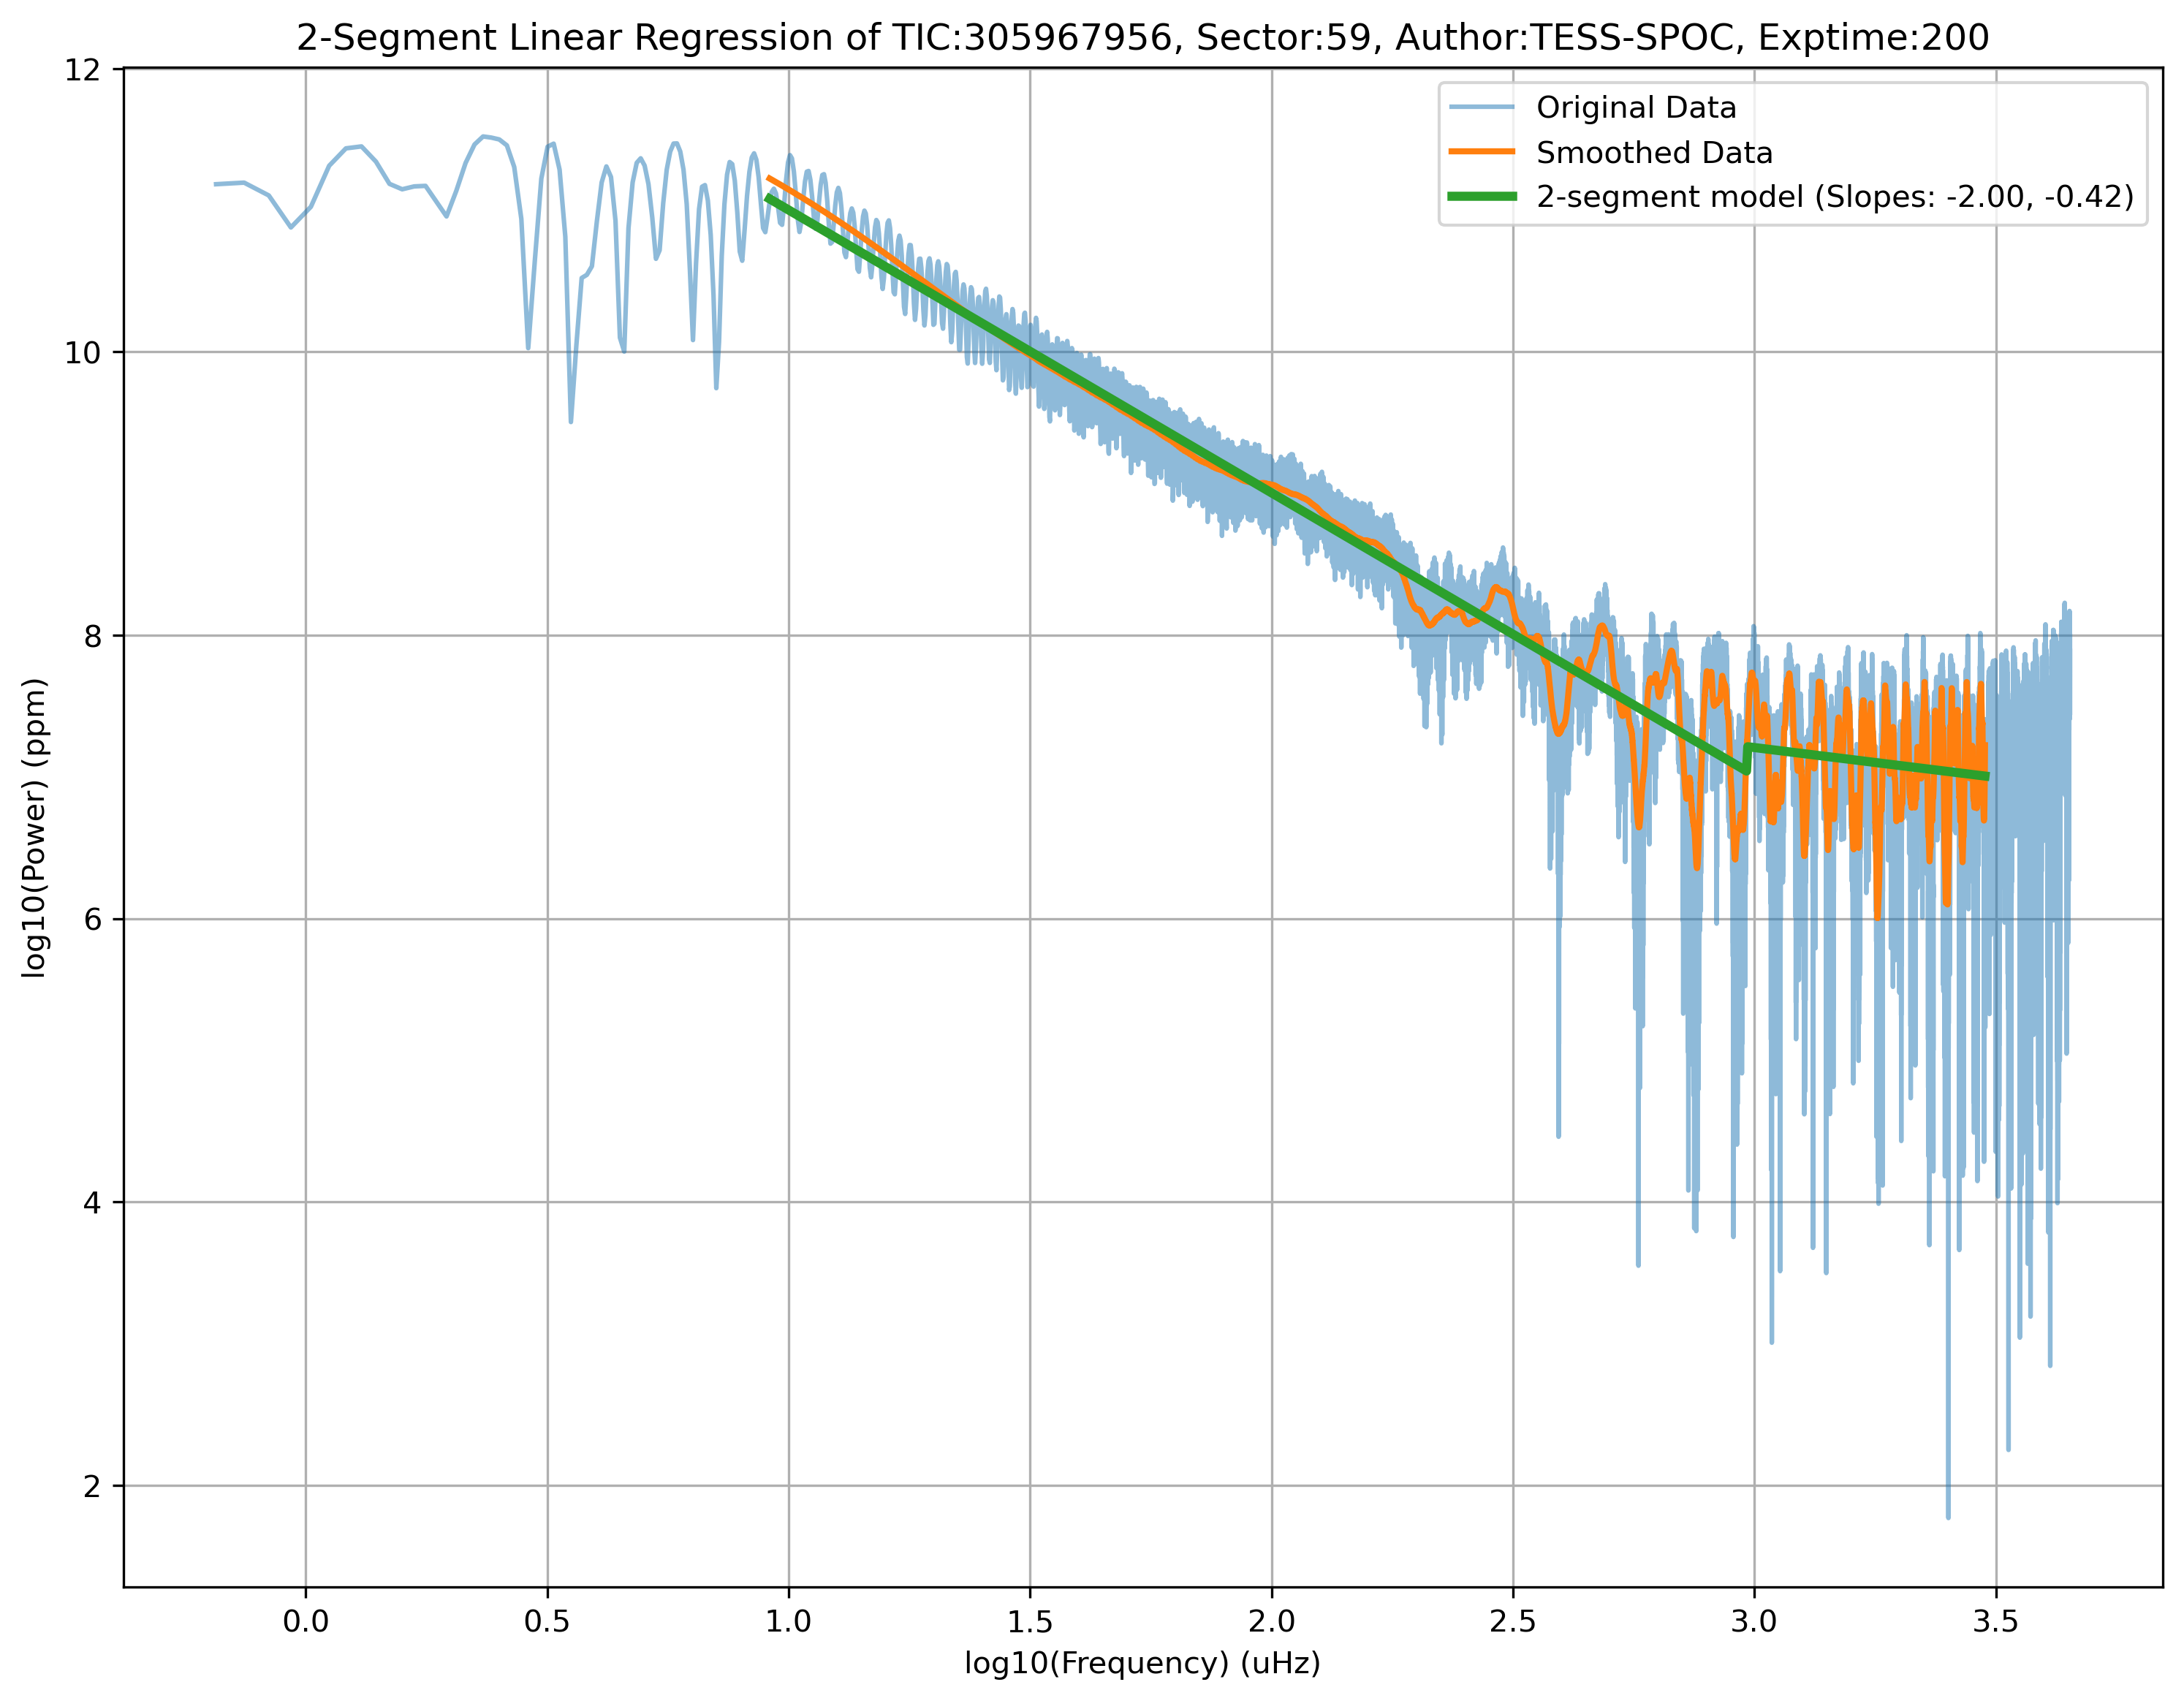 2-Segment Linear Regression of TIC:305967956, Sector:59, Author:TESS-SPOC, Exptime:200
Original Data
Smoothed Data
2-segment model (Slopes: -2.00, -0.42)
log10(Power) (ppm)
12
10
8
6
4
2
0.0 0.5 1.0 1.5 2.0 2.5 3.0 3.5
log10(Frequency) (uHz)